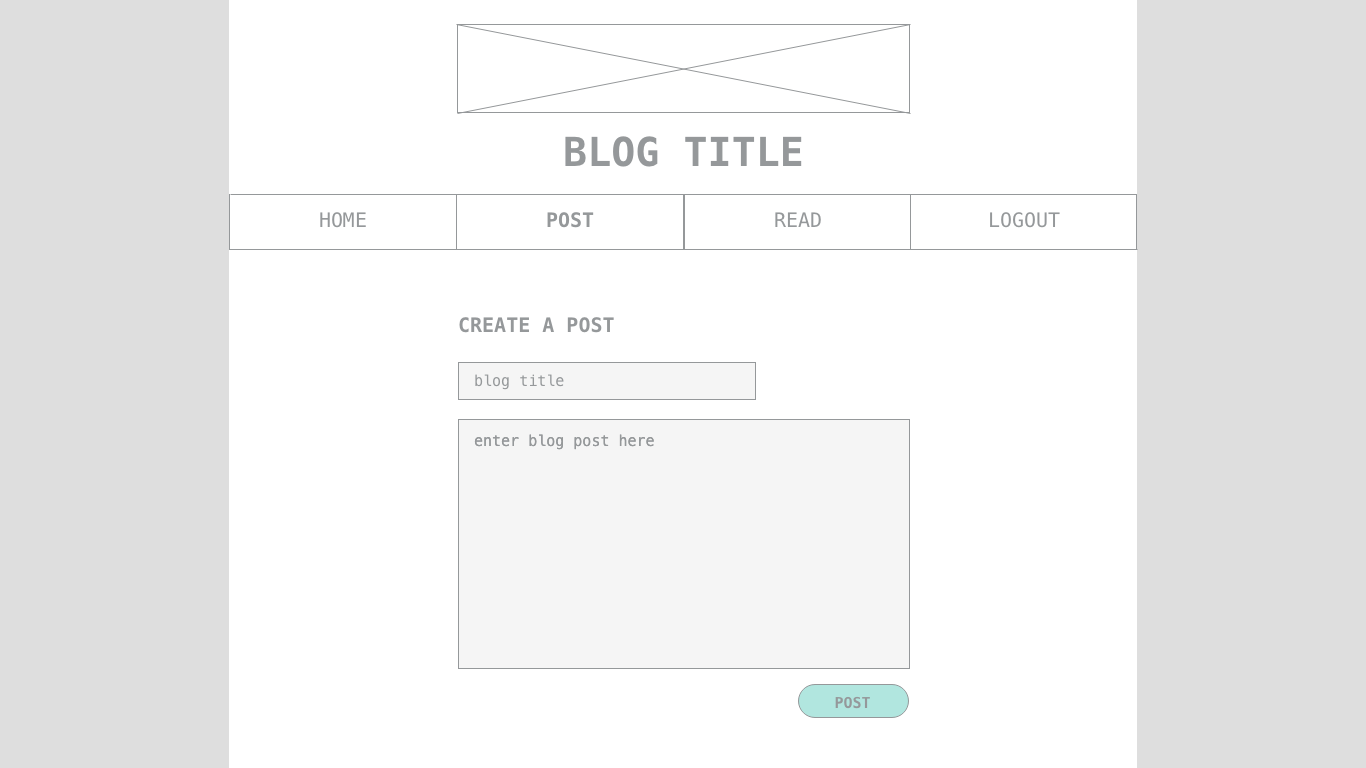 BLOG TITLE
HOME
POST
READ
LOGOUT
CREATE A POST
blog title
enter blog post here
POST